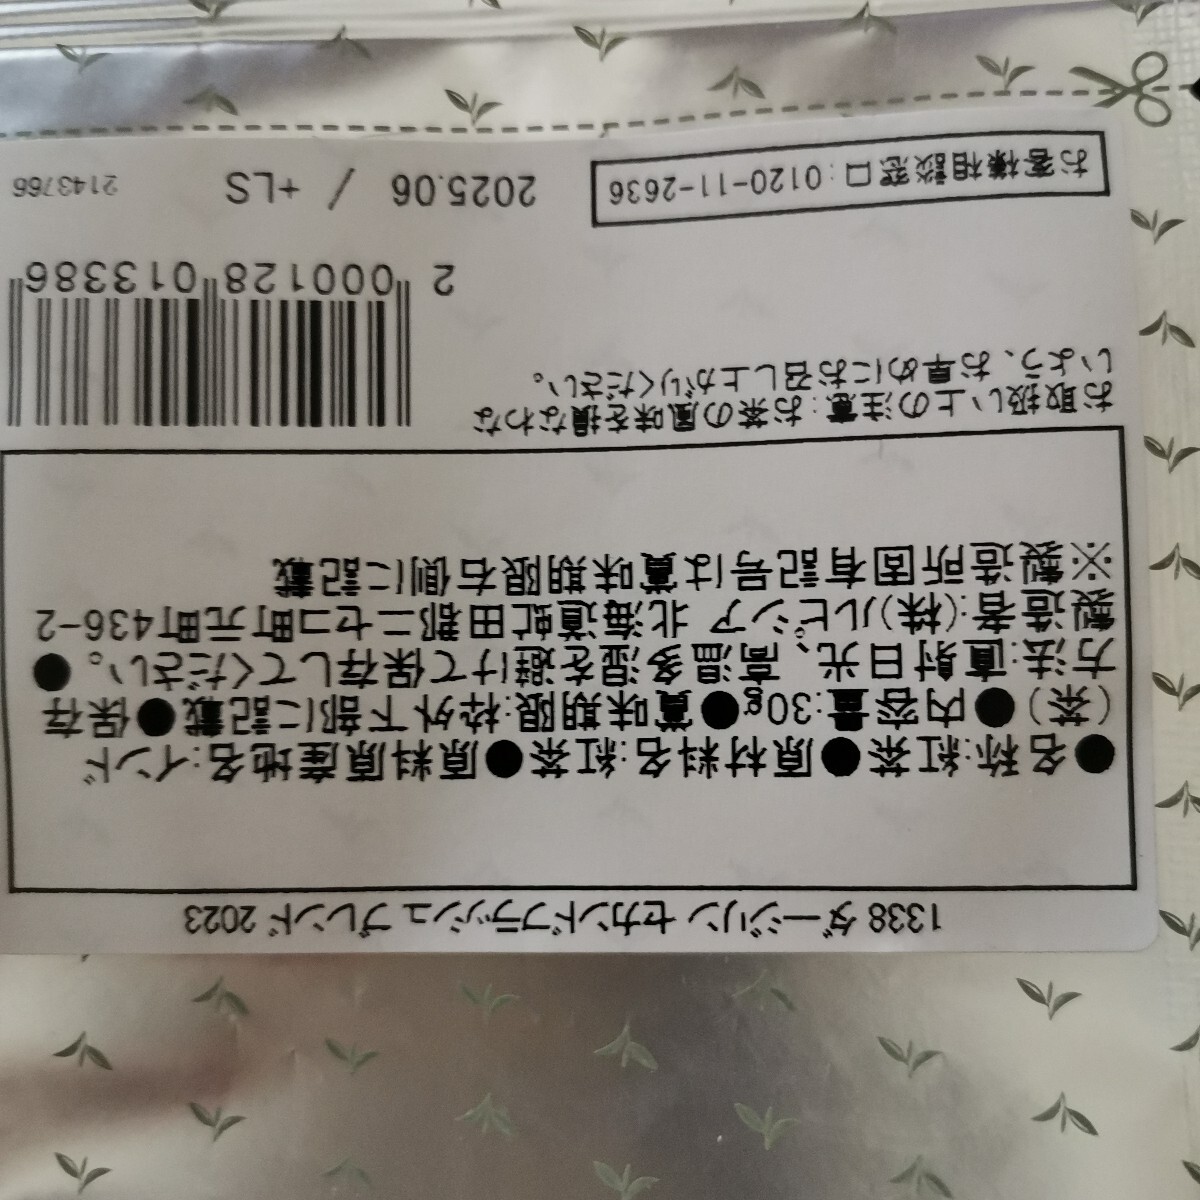 1338 ダージリン セカンドフラッシュ ブレンド 2023
●名称:紅茶●原材料名:紅茶●原料原産地名:インド
(茶)●内容量:30g●賞味期限:枠外下部に記載●保存
方法:直射日光、高温多湿を避けて保存してください。●
製造者:(株)ルピシア 北海道虻田郡ニセコ町元町436-2
※製造所固有記号は賞味期限右側に記載
お取扱い上の注意:お茶の風味を損なわな
いよう、お早めにお召し上がりください。
2 000128 013386
お客様相談窓口:0120-11-2636
2025.06 / +LS
2143766